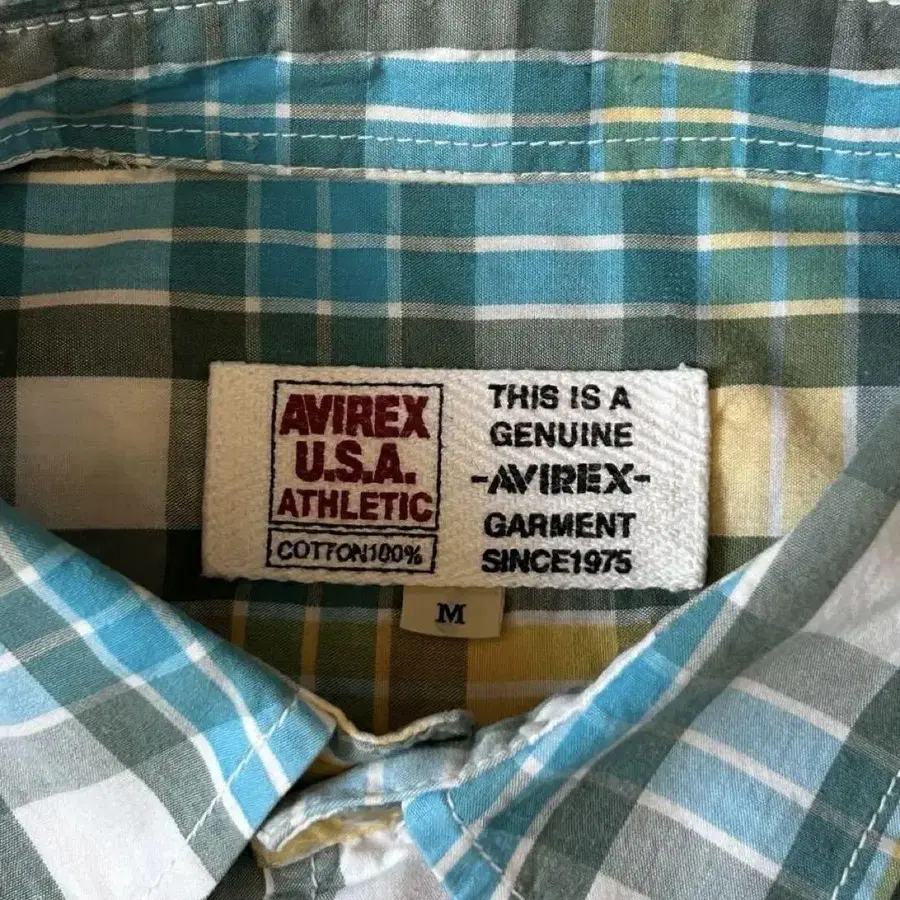 AVIREX
U.S.A.
ATHLETIC
COTTON100%
THIS IS A
GENUINE
-AVIREX-
GARMENT
SINCE1975
M